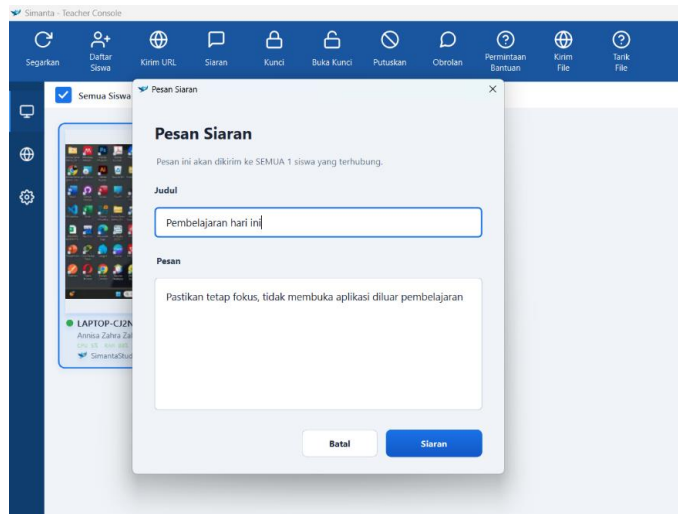 Simanta - Teacher Console
Segarkan
Daftar Siswa
Kirim URL
Siaran
Kunci
Buka Kunci
Putuskan
Obrolan
Permintaan Bantuan
Kirim File
Tarik File
Semua Siswa
Pesan Siaran
Pesan Siaran
Pesan ini akan dikirim ke SEMUA 1 siswa yang terhubung.
Judul
Pembelajaran hari ini
Pesan
Pastikan tetap fokus, tidak membuka aplikasi diluar pembelajaran
Batal
Siaran
LAPTOP-CJ2N
Annisa Zahra Zal
SimantaStud